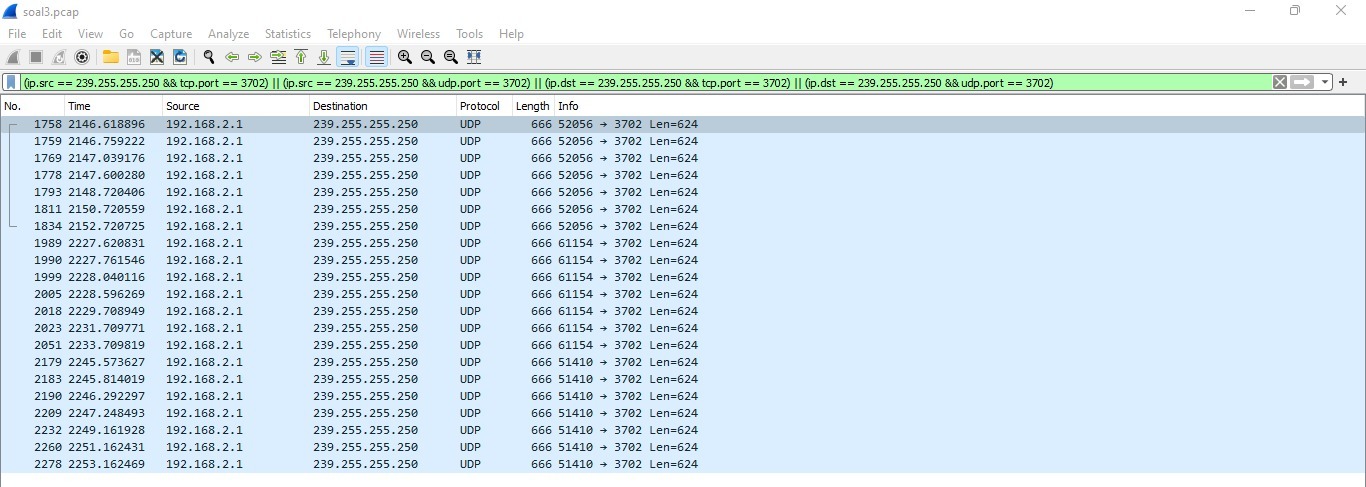 soal3.pcap
File Edit View Go Capture Analyze Statistics Telephony Wireless Tools Help
(ip.src == 239.255.255.250 && tcp.port == 3702) || (ip.src == 239.255.255.250 && udp.port == 3702) || (ip.dst == 239.255.255.250 && tcp.port == 3702) || (ip.dst == 239.255.255.250 && udp.port == 3702)
No. Time Source Destination Protocol Length Info
1758 2146.618896 192.168.2.1 239.255.255.250 UDP 666 52056 → 3702 Len=624
1759 2146.759222 192.168.2.1 239.255.255.250 UDP 666 52056 → 3702 Len=624
1769 2147.039176 192.168.2.1 239.255.255.250 UDP 666 52056 → 3702 Len=624
1778 2147.600280 192.168.2.1 239.255.255.250 UDP 666 52056 → 3702 Len=624
1793 2148.720406 192.168.2.1 239.255.255.250 UDP 666 52056 → 3702 Len=624
1811 2150.720559 192.168.2.1 239.255.255.250 UDP 666 52056 → 3702 Len=624
1834 2152.720725 192.168.2.1 239.255.255.250 UDP 666 52056 → 3702 Len=624
1989 2227.620831 192.168.2.1 239.255.255.250 UDP 666 61154 → 3702 Len=624
1990 2227.761546 192.168.2.1 239.255.255.250 UDP 666 61154 → 3702 Len=624
1999 2228.040116 192.168.2.1 239.255.255.250 UDP 666 61154 → 3702 Len=624
2005 2228.596269 192.168.2.1 239.255.255.250 UDP 666 61154 → 3702 Len=624
2018 2229.708949 192.168.2.1 239.255.255.250 UDP 666 61154 → 3702 Len=624
2023 2231.709771 192.168.2.1 239.255.255.250 UDP 666 61154 → 3702 Len=624
2051 2233.709819 192.168.2.1 239.255.255.250 UDP 666 61154 → 3702 Len=624
2179 2245.573627 192.168.2.1 239.255.255.250 UDP 666 51410 → 3702 Len=624
2183 2245.814019 192.168.2.1 239.255.255.250 UDP 666 51410 → 3702 Len=624
2190 2246.292297 192.168.2.1 239.255.255.250 UDP 666 51410 → 3702 Len=624
2209 2247.248493 192.168.2.1 239.255.255.250 UDP 666 51410 → 3702 Len=624
2232 2249.161928 192.168.2.1 239.255.255.250 UDP 666 51410 → 3702 Len=624
2260 2251.162431 192.168.2.1 239.255.255.250 UDP 666 51410 → 3702 Len=624
2278 2253.162469 192.168.2.1 239.255.255.250 UDP 666 51410 → 3702 Len=624